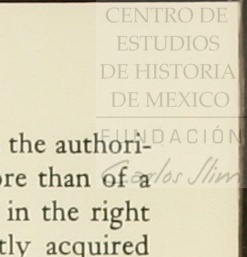 CENTRO DE
ESTUDIOS
DE HISTORIA
DE MEXICO
FUNDACIÓN
Carlos Slim
the authori-
ore than of a
in the right
tly acquired